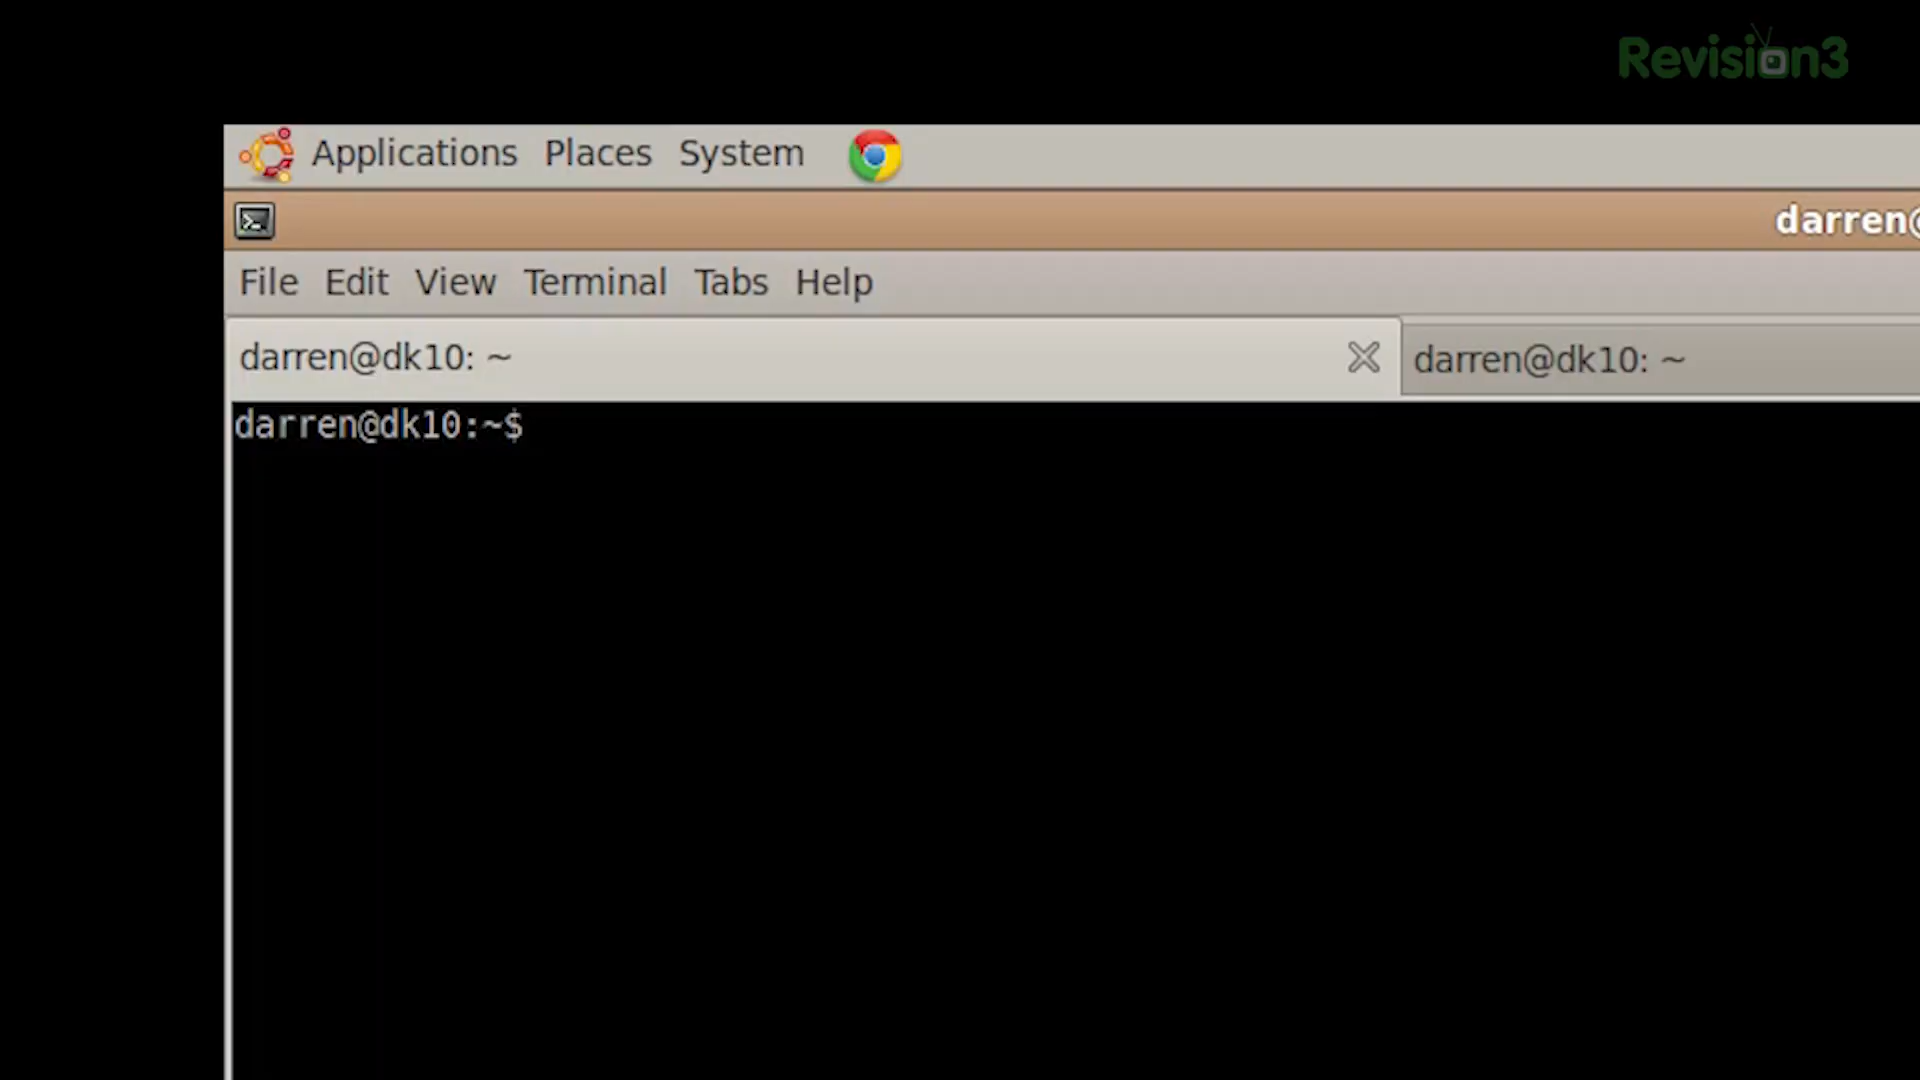 Revision3
Applications Places System
darren@
File Edit View Terminal Tabs Help
darren@dk10: ~ darren@dk10: ~
darren@dk10:~$